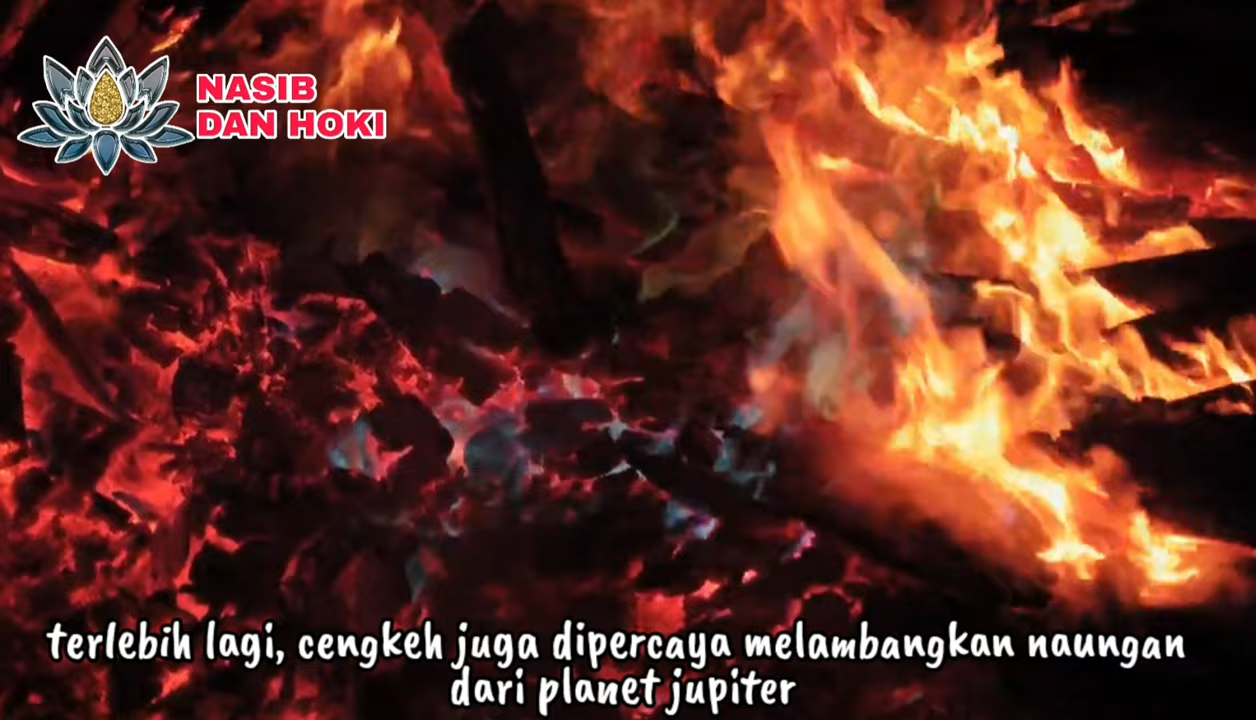 NASIB
DAN HOKI
terlebih lagi, cengkeh juga dipercaya melambangkan naungan
dari planet jupiter